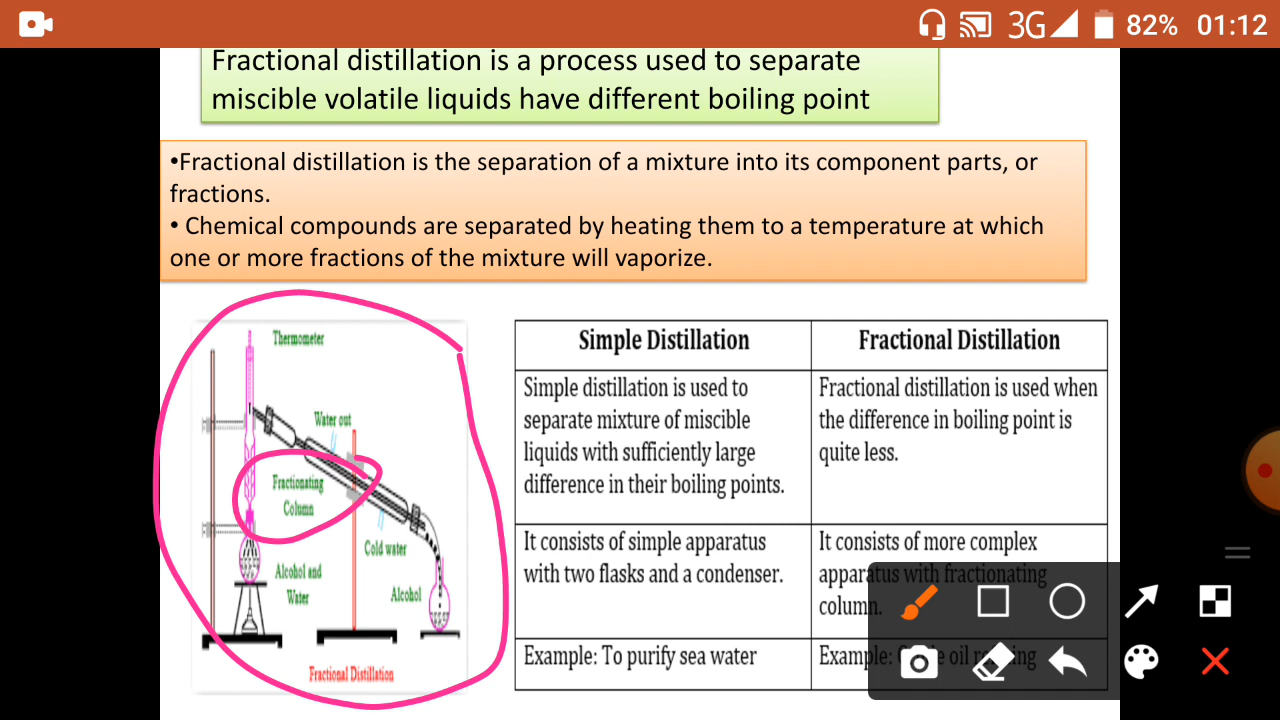 3G 82% 01:12
Fractional distillation is a process used to separate
miscible volatile liquids have different boiling point
•Fractional distillation is the separation of a mixture into its component parts, or
fractions.
• Chemical compounds are separated by heating them to a temperature at which
one or more fractions of the mixture will vaporize.
Thermometer
Water out
Fractionating
Column
Cold water
Alcohol and
Water
Alcohol
Fractional Distillation
Simple Distillation
Fractional Distillation
Simple distillation is used to
separate mixture of miscible
liquids with sufficiently large
difference in their boiling points.
Fractional distillation is used when
the difference in boiling point is
quite less.
It consists of simple apparatus
with two flasks and a condenser.
It consists of more complex
apparatus with fractionating
column.
Example: To purify sea water
Example: oil